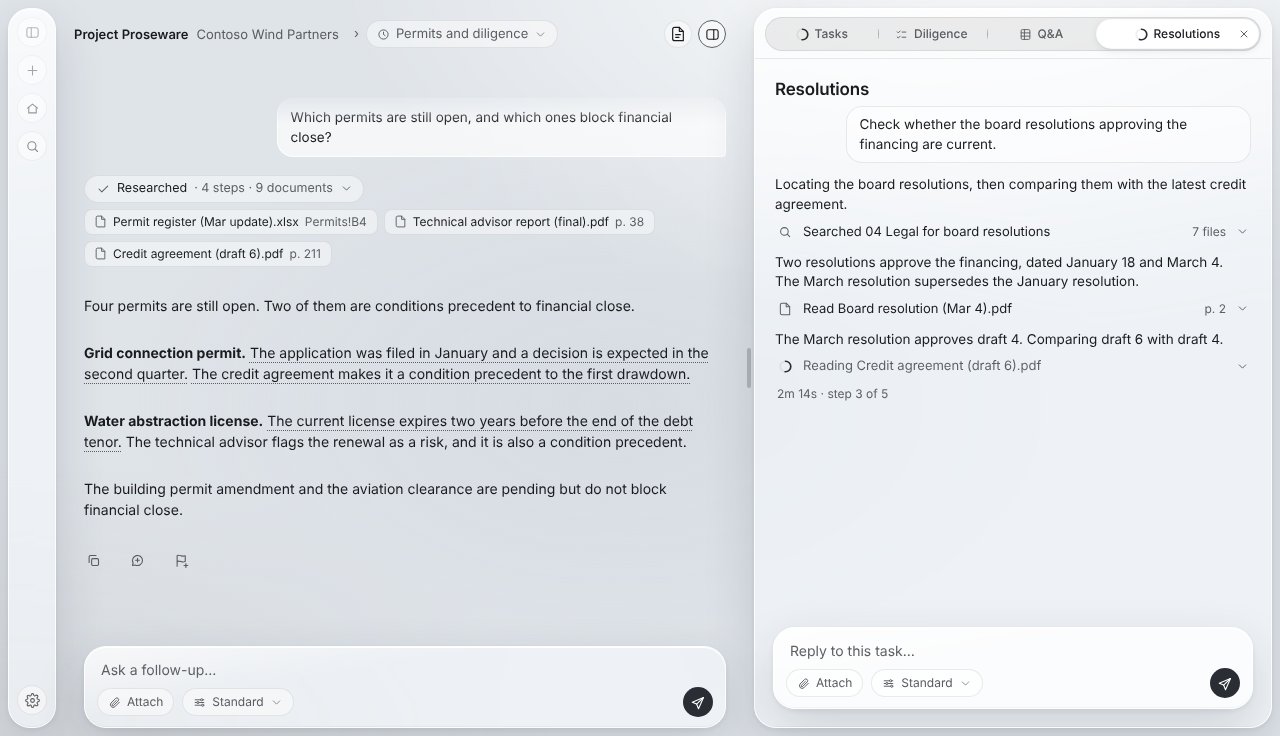 Project Proseware Contoso Wind Partners › Permits and diligence
Which permits are still open, and which ones block financial
close?
Researched · 4 steps · 9 documents
Permit register (Mar update).xlsx Permits!B4 Technical advisor report (final).pdf p. 38
Credit agreement (draft 6).pdf p. 211
Four permits are still open. Two of them are conditions precedent to financial close.
Grid connection permit. The application was filed in January and a decision is expected in the
second quarter. The credit agreement makes it a condition precedent to the first drawdown.
Water abstraction license. The current license expires two years before the end of the debt
tenor. The technical advisor flags the renewal as a risk, and it is also a condition precedent.
The building permit amendment and the aviation clearance are pending but do not block
financial close.
Ask a follow-up...
Attach Standard
Tasks Diligence Q&A Resolutions
Resolutions
Check whether the board resolutions approving the
financing are current.
Locating the board resolutions, then comparing them with the latest credit
agreement.
Searched 04 Legal for board resolutions 7 files
Two resolutions approve the financing, dated January 18 and March 4.
The March resolution supersedes the January resolution.
Read Board resolution (Mar 4).pdf p. 2
The March resolution approves draft 4. Comparing draft 6 with draft 4.
Reading Credit agreement (draft 6).pdf
2m 14s · step 3 of 5
Reply to this task...
Attach Standard